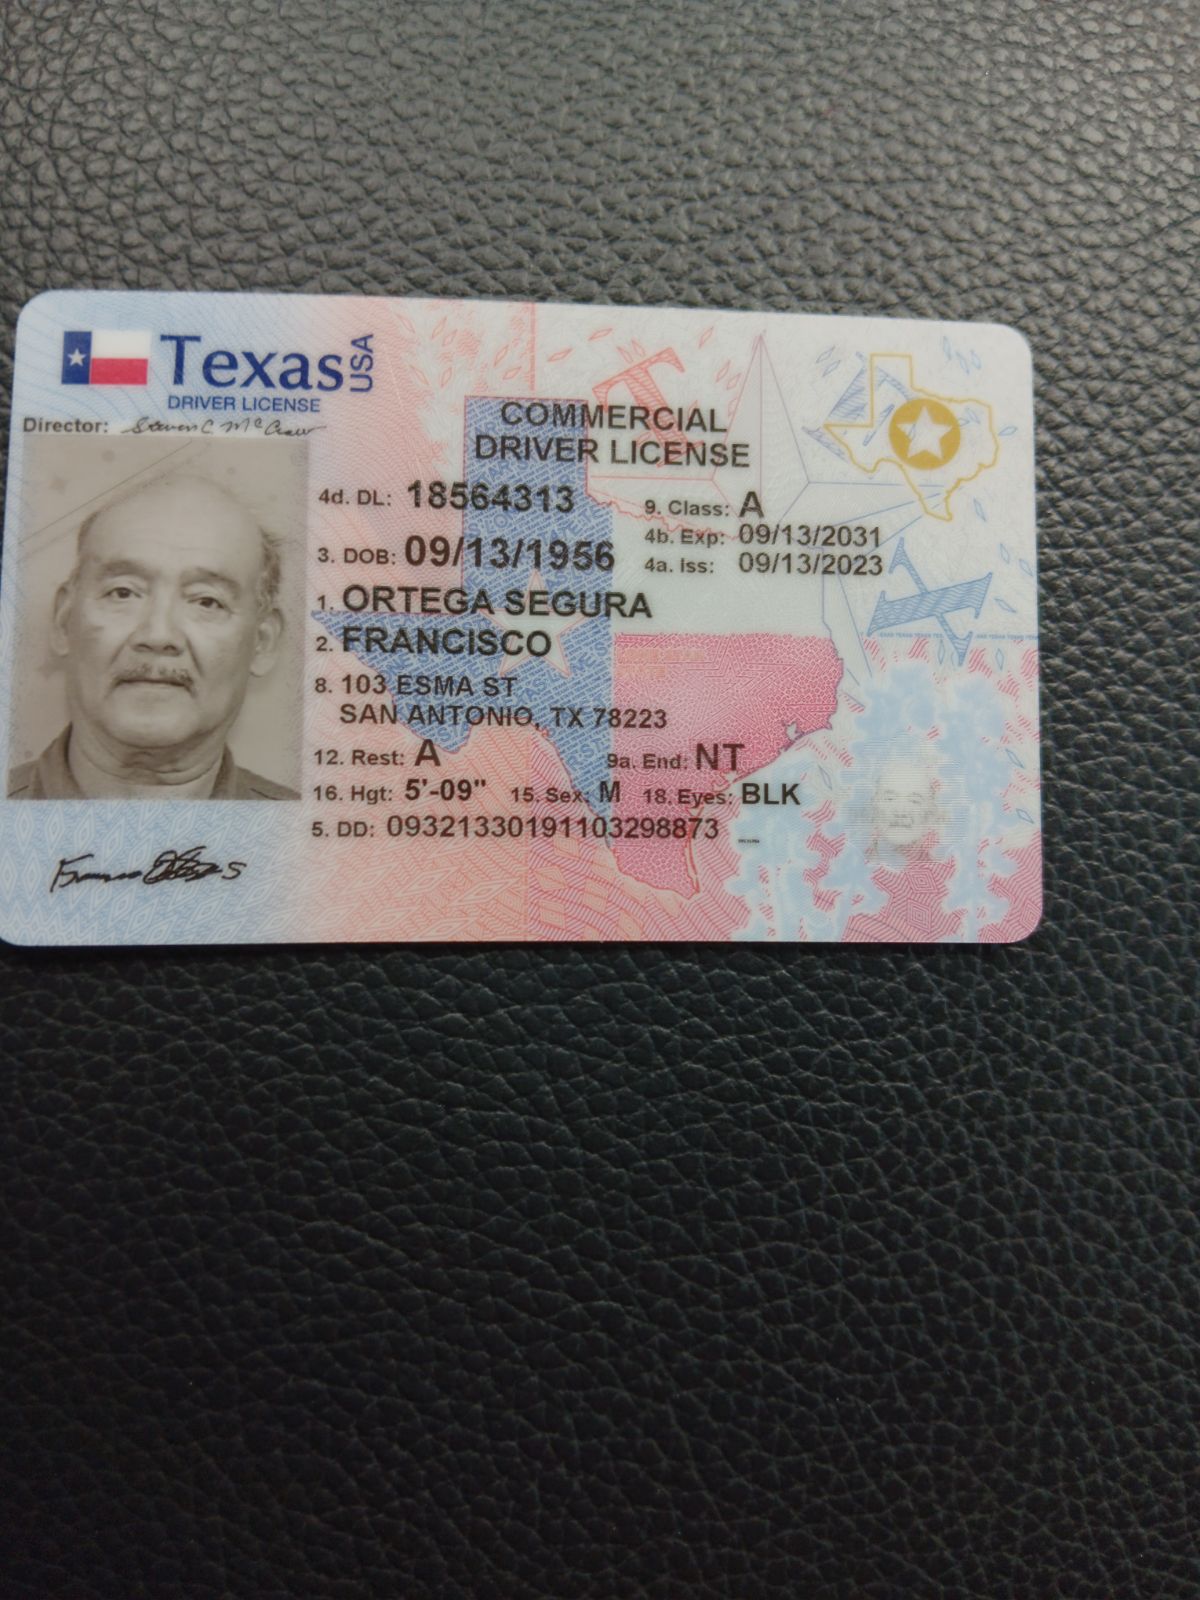 Texas USA
DRIVER LICENSE
Director: Steven C McCraw
COMMERCIAL
DRIVER LICENSE
4d. DL: 18564313
9. Class: A
4b. Exp: 09/13/2031
3. DOB: 09/13/1956
4a. Iss: 09/13/2023
1. ORTEGA SEGURA
2. FRANCISCO
8. 103 ESMA ST
SAN ANTONIO, TX 78223
12. Rest: A
9a. End: NT
16. Hgt: 5'-09" 15. Sex: M 18. Eyes: BLK
5. DD: 09321330191103298873